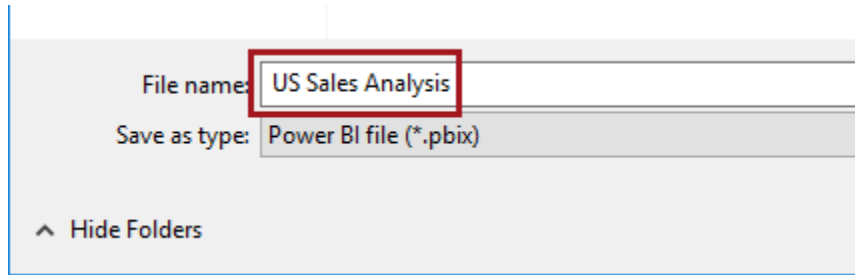 File name: US Sales Analysis
Save as type: Power BI file (*.pbix)
Hide Folders